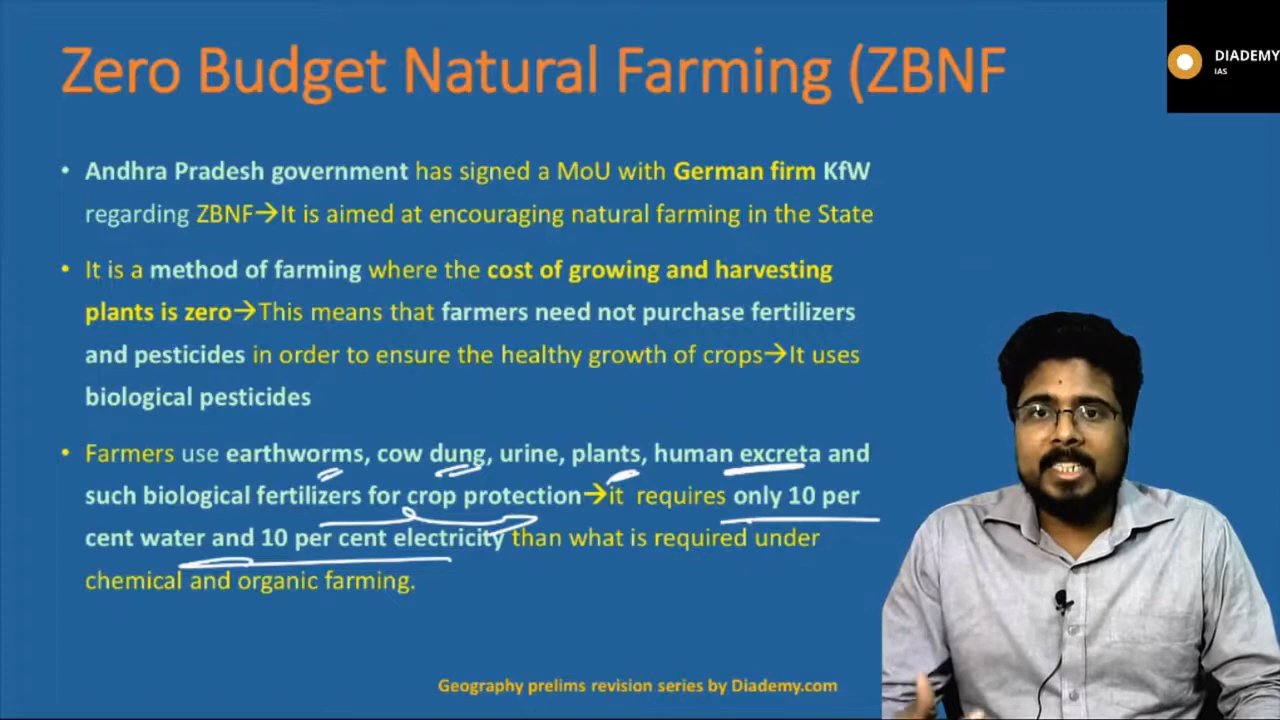 Zero Budget Natural Farming (ZBNF
DIADEMY
IAS
• Andhra Pradesh government has signed a MoU with German firm KfW
regarding ZBNF→It is aimed at encouraging natural farming in the State
• It is a method of farming where the cost of growing and harvesting
plants is zero→This means that farmers need not purchase fertilizers
and pesticides in order to ensure the healthy growth of crops→It uses
biological pesticides
• Farmers use earthworms, cow dung, urine, plants, human excreta and
such biological fertilizers for crop protection→it requires only 10 per
cent water and 10 per cent electricity than what is required under
chemical and organic farming.
Geography prelims revision series by Diademy.com